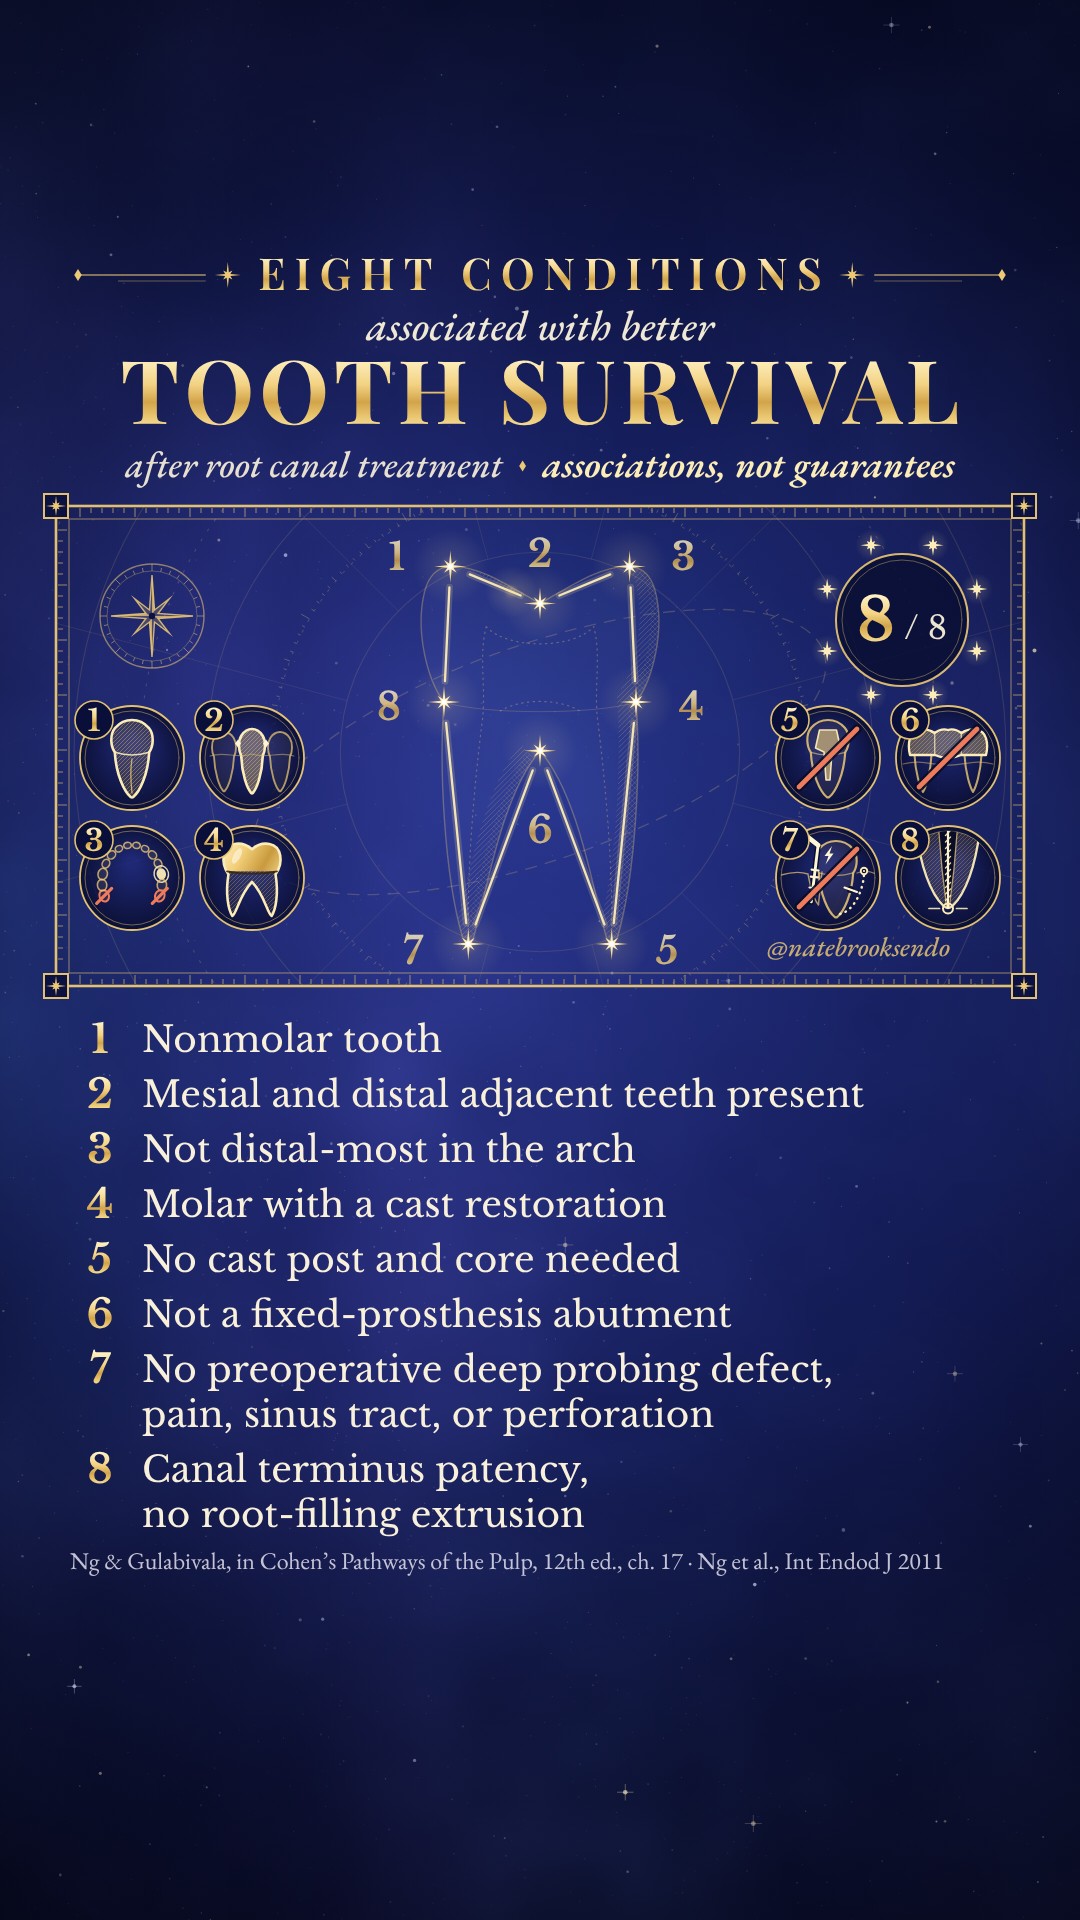 EIGHT CONDITIONS
associated with better
TOOTH SURVIVAL
after root canal treatment ♦ associations, not guarantees
1 2 3
8 / 8
8 4
1 2
5 6
6
3 4
7 8
7 5
@natebrooksendo
1 Nonmolar tooth
2 Mesial and distal adjacent teeth present
3 Not distal-most in the arch
4 Molar with a cast restoration
5 No cast post and core needed
6 Not a fixed-prosthesis abutment
7 No preoperative deep probing defect,
pain, sinus tract, or perforation
8 Canal terminus patency,
no root-filling extrusion
Ng & Gulabivala, in Cohen’s Pathways of the Pulp, 12th ed., ch. 17 · Ng et al., Int Endod J 2011